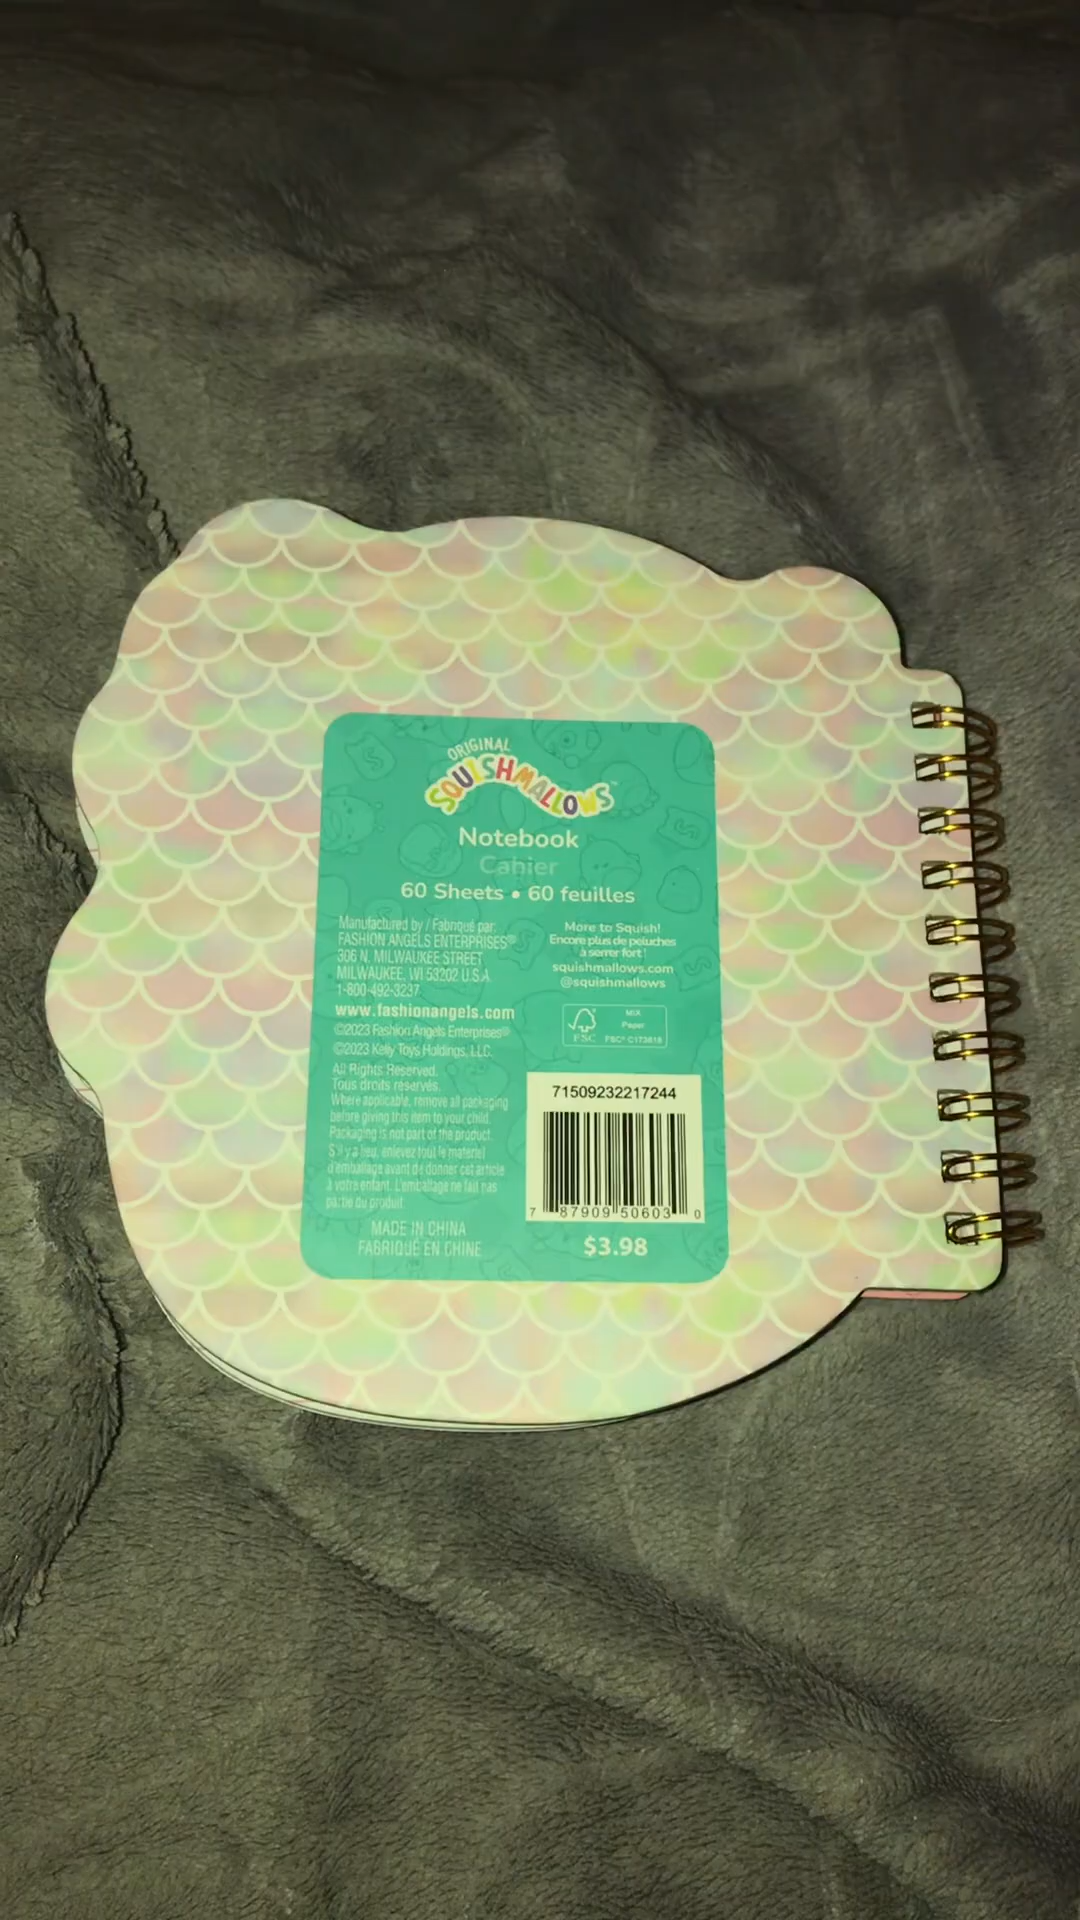 ORIGINAL
SQUISHMALLOWS™
Notebook
Cahier
60 Sheets • 60 feuilles
Manufactured by / Fabriqué par:
FASHION ANGELS ENTERPRISES®
306 N. MILWAUKEE STREET
MILWAUKEE, WI 53202 U.S.A.
1-800-492-3237
www.fashionangels.com
©2023 Fashion Angels Enterprises®
©2023 Kelly Toys Holdings, LLC.
All Rights Reserved.
Tous droits réservés.
Where applicable, remove all packaging
before giving this item to your child.
Packaging is not part of the product.
S'il y a lieu, enlevez tout le matériel
d'emballage avant de donner cet article
à votre enfant. L'emballage ne fait pas
partie du produit.
MADE IN CHINA
FABRIQUÉ EN CHINE
More to Squish!
Encore plus de peluches
à serrer fort !
squishmallows.com
@squishmallows
FSC
MIX
Paper
FSC® C173818
71509232217244
7 87909 50603 0
$3.98